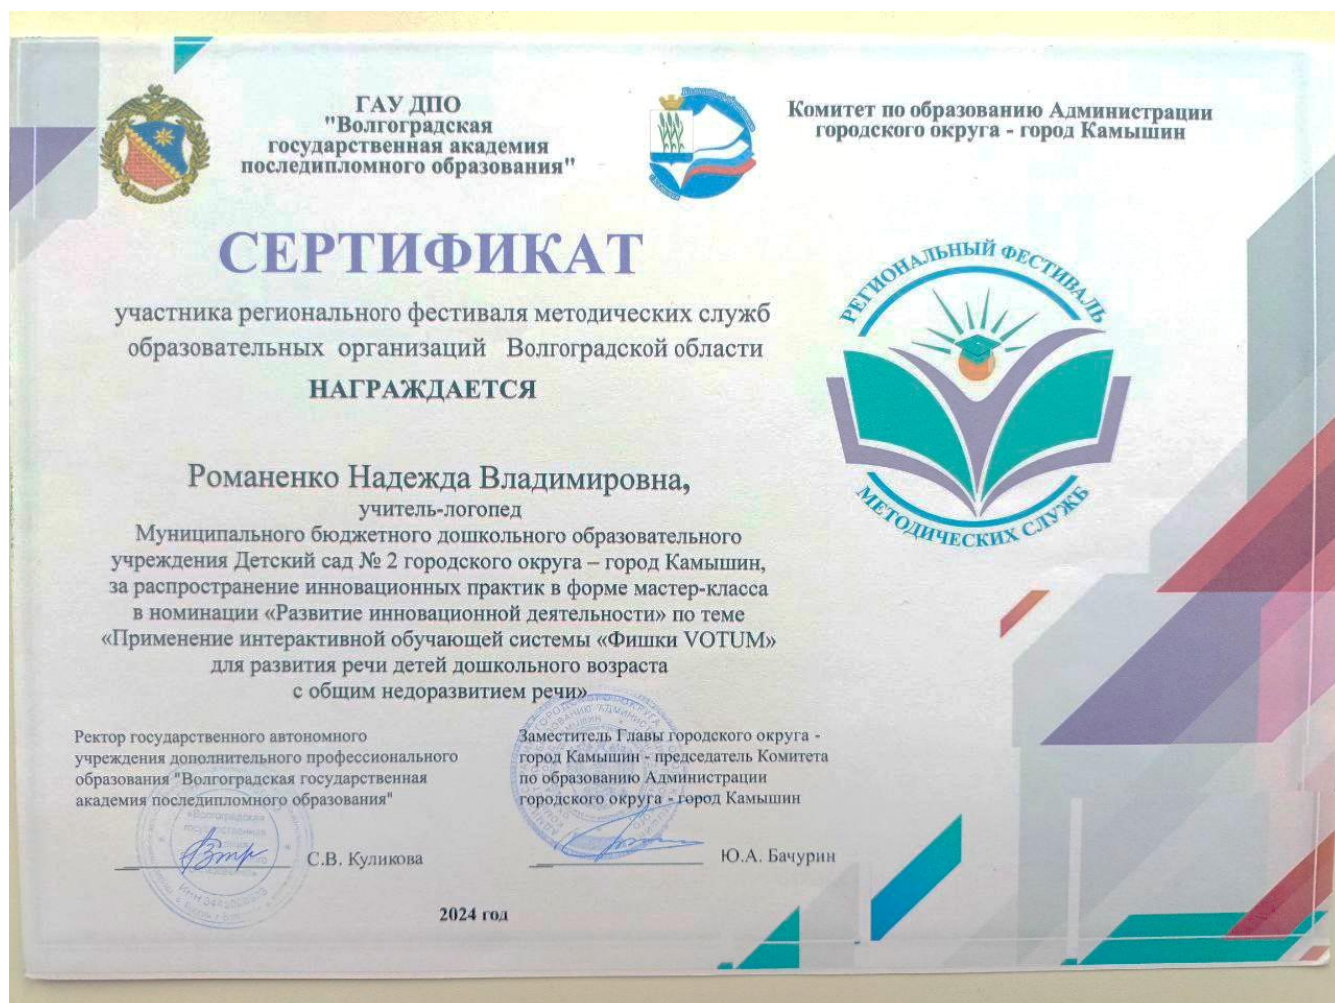 ГАУ ДПО
"Волгоградская
государственная академия
последипломного образования"
Комитет по образованию Администрации
городского округа - город Камышин
СЕРТИФИКАТ
участника регионального фестиваля методических служб
образовательных организаций Волгоградской области
НАГРАЖДАЕТСЯ
РЕГИОНАЛЬНЫЙ ФЕСТИВАЛЬ
МЕТОДИЧЕСКИХ СЛУЖБ
Романенко Надежда Владимировна,
учитель-логопед
Муниципального бюджетного дошкольного образовательного
учреждения Детский сад № 2 городского округа – город Камышин,
за распространение инновационных практик в форме мастер-класса
в номинации «Развитие инновационной деятельности» по теме
«Применение интерактивной обучающей системы «Фишки VOTUM»
для развития речи детей дошкольного возраста
с общим недоразвитием речи»
Ректор государственного автономного
учреждения дополнительного профессионального
образования "Волгоградская государственная
академия последипломного образования"
С.В. Куликова
Заместитель Главы городского округа -
город Камышин - председатель Комитета
по образованию Администрации
городского округа - город Камышин
Ю.А. Бачурин
2024 год